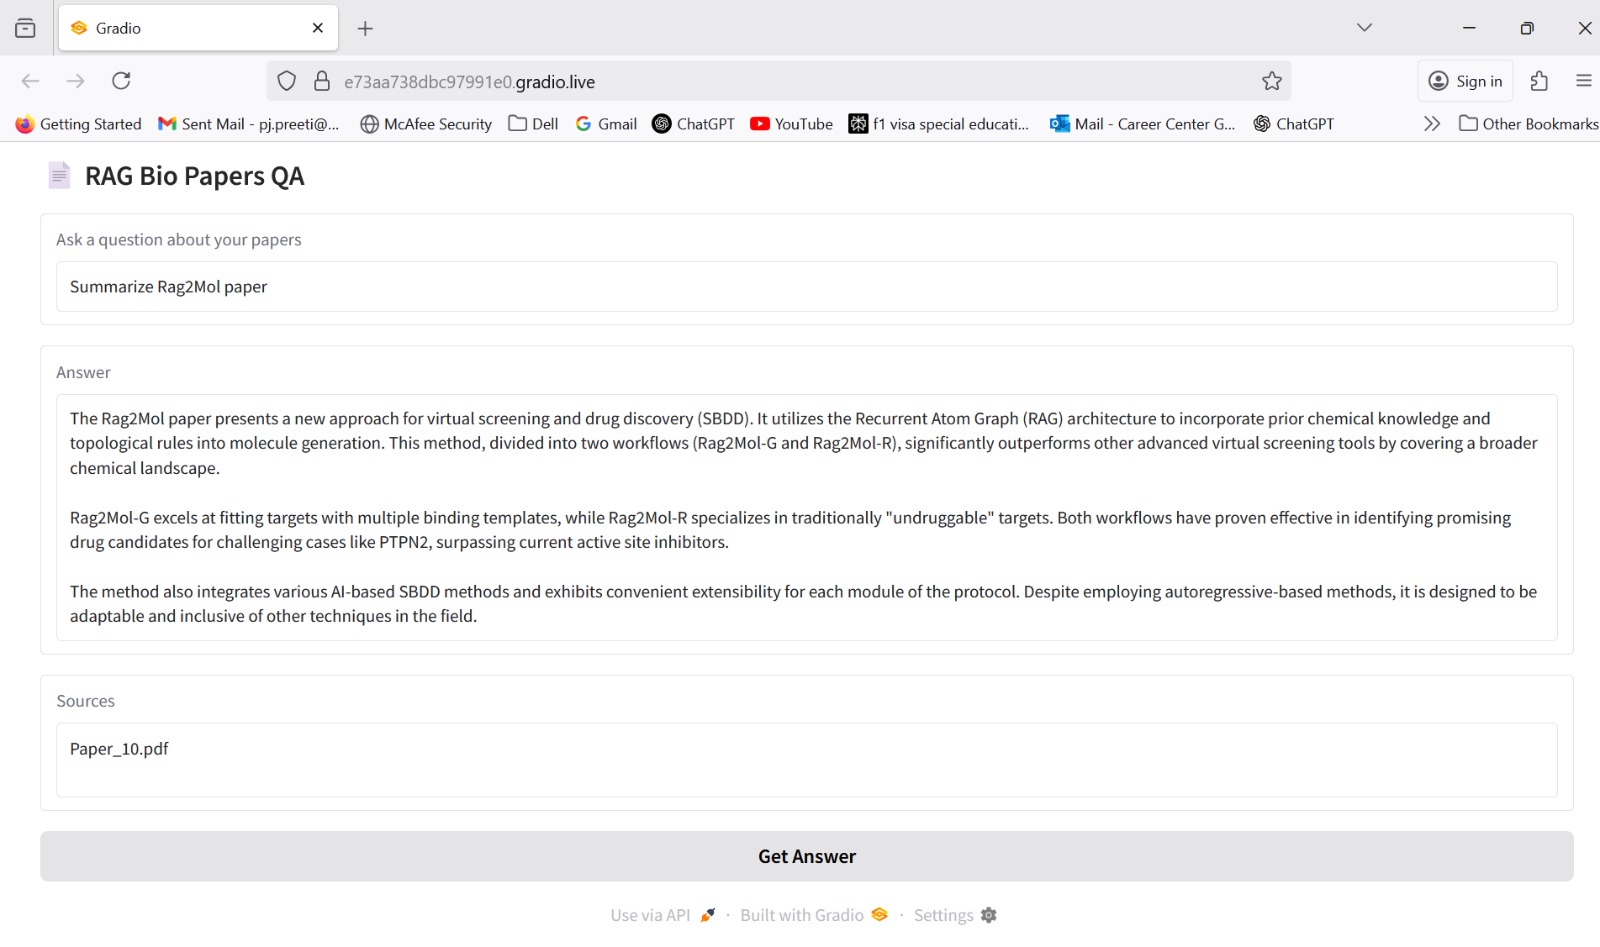 Gradio
e73aa738dbc97991e0.gradio.live
Sign in
Getting Started
Sent Mail - pj.preeti@...
McAfee Security
Dell
Gmail
ChatGPT
YouTube
f1 visa special educati...
Mail - Career Center G...
ChatGPT
Other Bookmarks
RAG Bio Papers QA
Ask a question about your papers
Summarize Rag2Mol paper
Answer
The Rag2Mol paper presents a new approach for virtual screening and drug discovery (SBDD). It utilizes the Recurrent Atom Graph (RAG) architecture to incorporate prior chemical knowledge and
topological rules into molecule generation. This method, divided into two workflows (Rag2Mol-G and Rag2Mol-R), significantly outperforms other advanced virtual screening tools by covering a broader
chemical landscape.
Rag2Mol-G excels at fitting targets with multiple binding templates, while Rag2Mol-R specializes in traditionally "undruggable" targets. Both workflows have proven effective in identifying promising
drug candidates for challenging cases like PTPN2, surpassing current active site inhibitors.
The method also integrates various AI-based SBDD methods and exhibits convenient extensibility for each module of the protocol. Despite employing autoregressive-based methods, it is designed to be
adaptable and inclusive of other techniques in the field.
Sources
Paper_10.pdf
Get Answer
Use via API · Built with Gradio · Settings